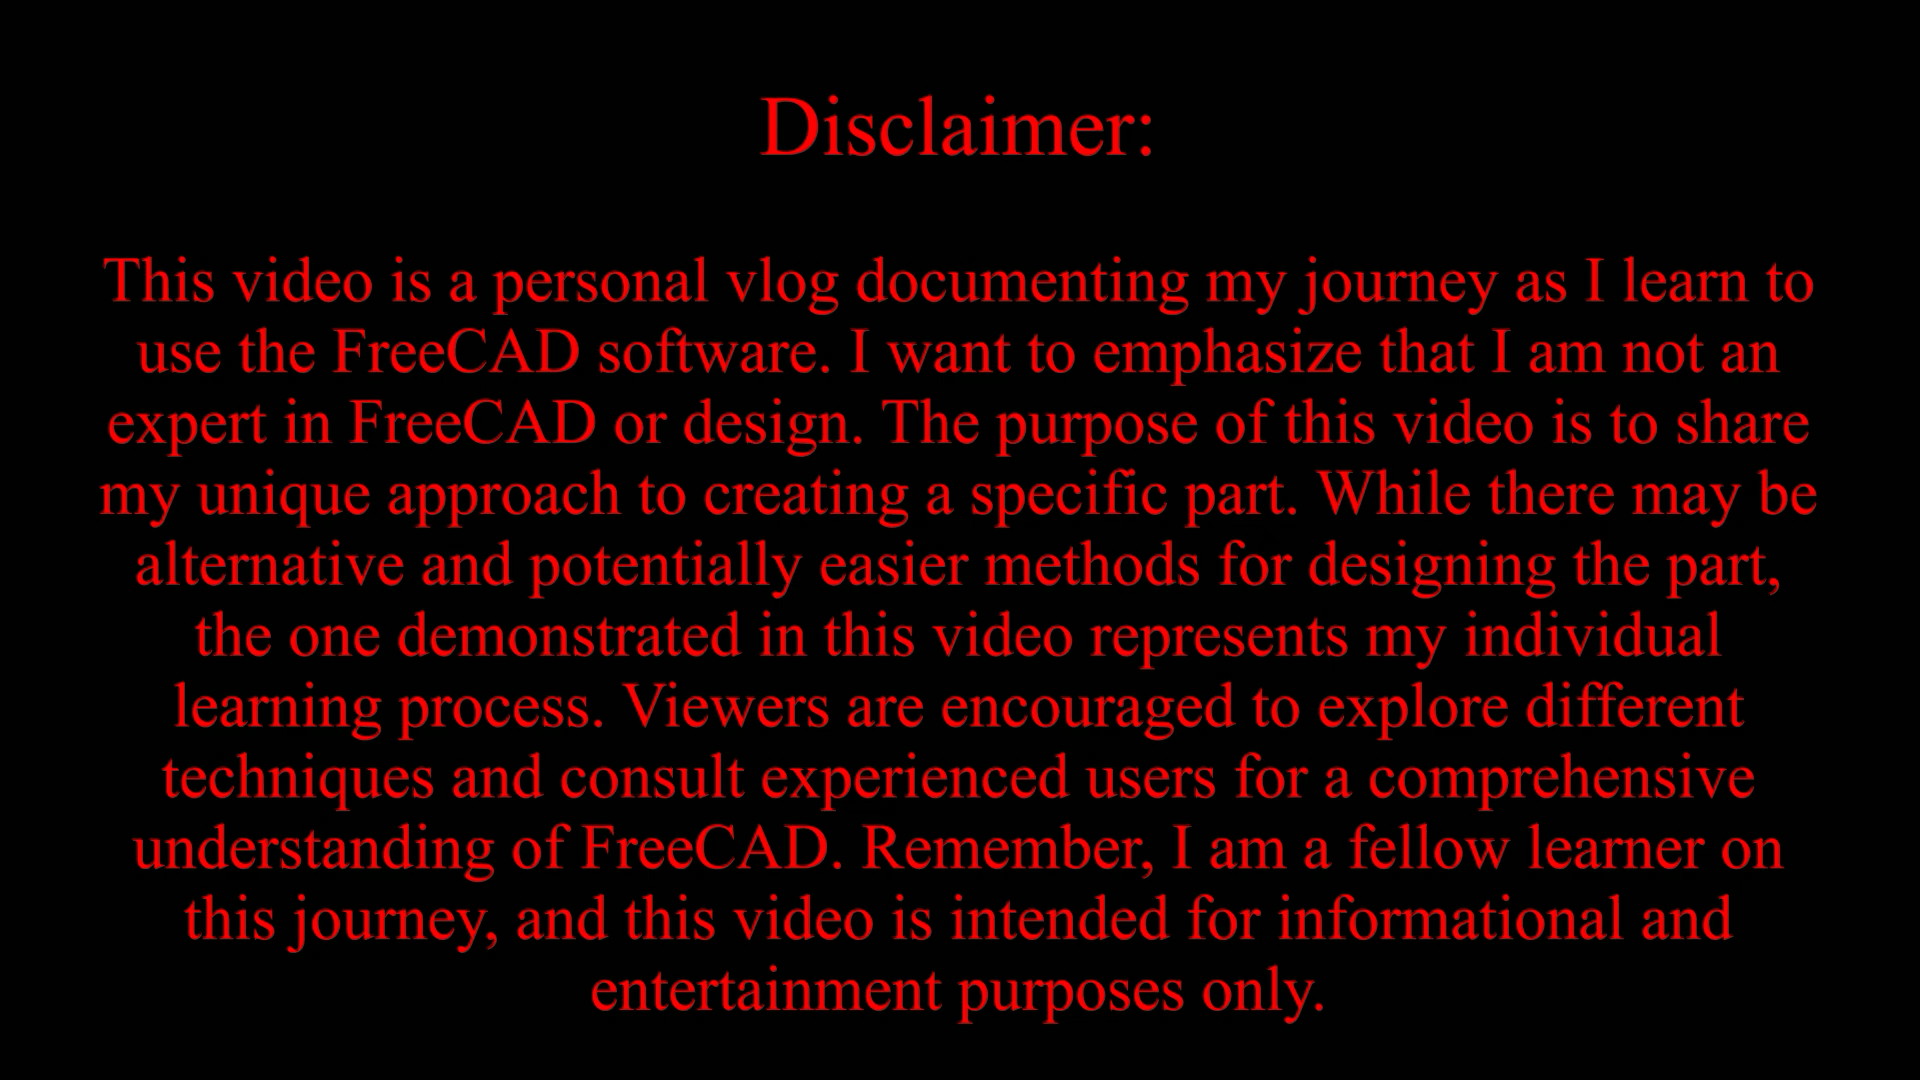 Disclaimer:
This video is a personal vlog documenting my journey as I learn to
use the FreeCAD software. I want to emphasize that I am not an
expert in FreeCAD or design. The purpose of this video is to share
my unique approach to creating a specific part. While there may be
alternative and potentially easier methods for designing the part,
the one demonstrated in this video represents my individual
learning process. Viewers are encouraged to explore different
techniques and consult experienced users for a comprehensive
understanding of FreeCAD. Remember, I am a fellow learner on
this journey, and this video is intended for informational and
entertainment purposes only.